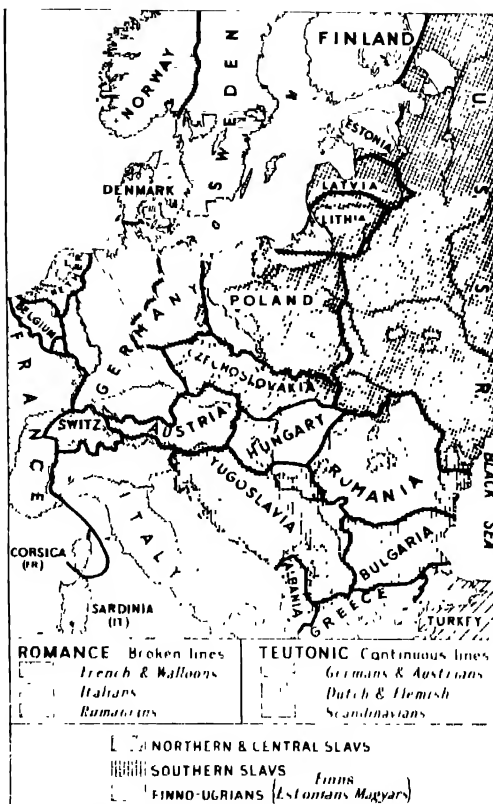 NORWAY
SWEDEN
FINLAND
U S S R
ESTONIA
LATVIA
LITHIA
DENMARK
POLAND
GERMANY
BELGIUM
FRANCE
CZECHOSLOVAKIA
SWITZ.
AUSTRIA
HUNGARY
RUMANIA
YUGOSLAVIA
ITALY
BLACK SEA
BULGARIA
ALBANIA
GREECE
TURKEY
CORSICA
(FR)
SARDINIA
(IT)
ROMANCE Broken lines
French & Walloons
Italians
Rumanians
TEUTONIC Continuous lines
Germans & Austrians
Dutch & Flemish
Scandinavians
NORTHERN & CENTRAL SLAVS
SOUTHERN SLAVS
FINNO-UGRIANS (Finns
Estonians Magyars)